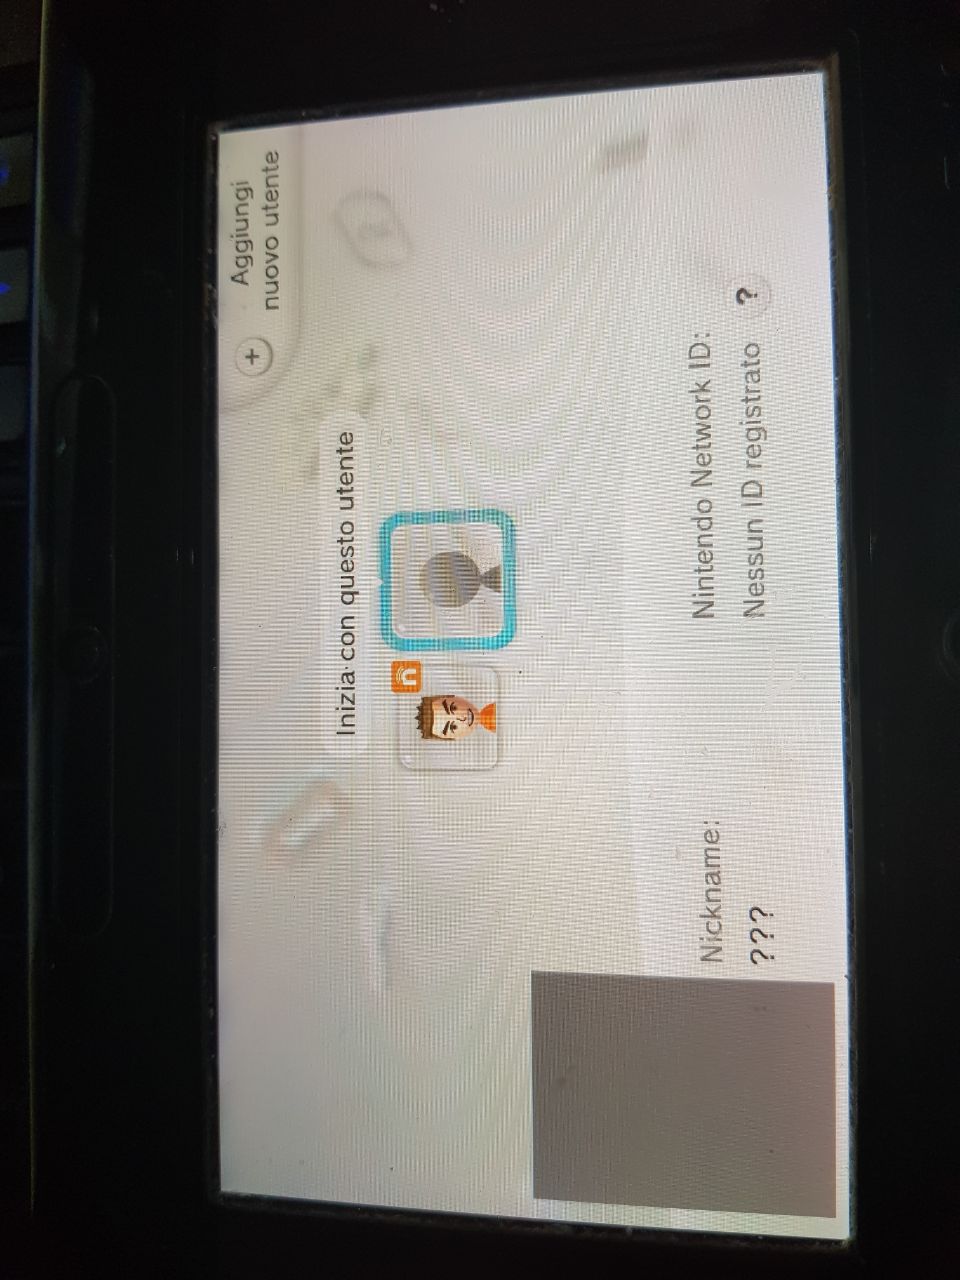 Aggiungi
nuovo utente
Inizia con questo utente
Nickname:
???
Nintendo Network ID:
Nessun ID registrato ?